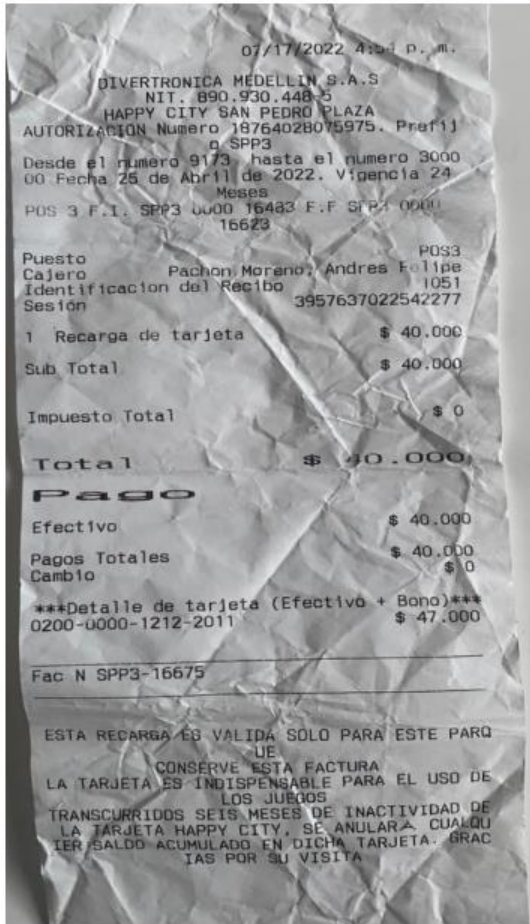 07/17/2022 4:54 p. m.
DIVERTRONICA MEDELLIN S.A.S
NIT. 890.930.448-5
HAPPY CITY SAN PEDRO PLAZA
AUTORIZACION Numero 18764028075975. Prefij
o SPP3
Desde el numero 9173 hasta el numero 3000
00 Fecha 25 de Abril de 2022. Vigencia 24
Meses
POS 3 F.I. SPP3 0000 16483 F.F SPP3 0000
16623
Puesto POS3
Cajero Pachon Moreno, Andres Felipe
Identificacion del Recibo 1051
Sesión 3957637022542277
1 Recarga de tarjeta $ 40.000
Sub Total $ 40.000
Impuesto Total $ 0
Total $ 40.000
Pago
Efectivo $ 40.000
Pagos Totales $ 40.000
Cambio $ 0
***Detalle de tarjeta (Efectivo + Bono)***
0200-0000-1212-2011 $ 47.000
Fac N SPP3-16675
ESTA RECARGA ES VALIDA SOLO PARA ESTE PARQ
UE
CONSERVE ESTA FACTURA
LA TARJETA ES INDISPENSABLE PARA EL USO DE
LOS JUEGOS
TRANSCURRIDOS SEIS MESES DE INACTIVIDAD DE
LA TARJETA HAPPY CITY, SE ANULARA CUALQU
IER SALDO ACUMULADO EN DICHA TARJETA. GRAC
IAS POR SU VISITA